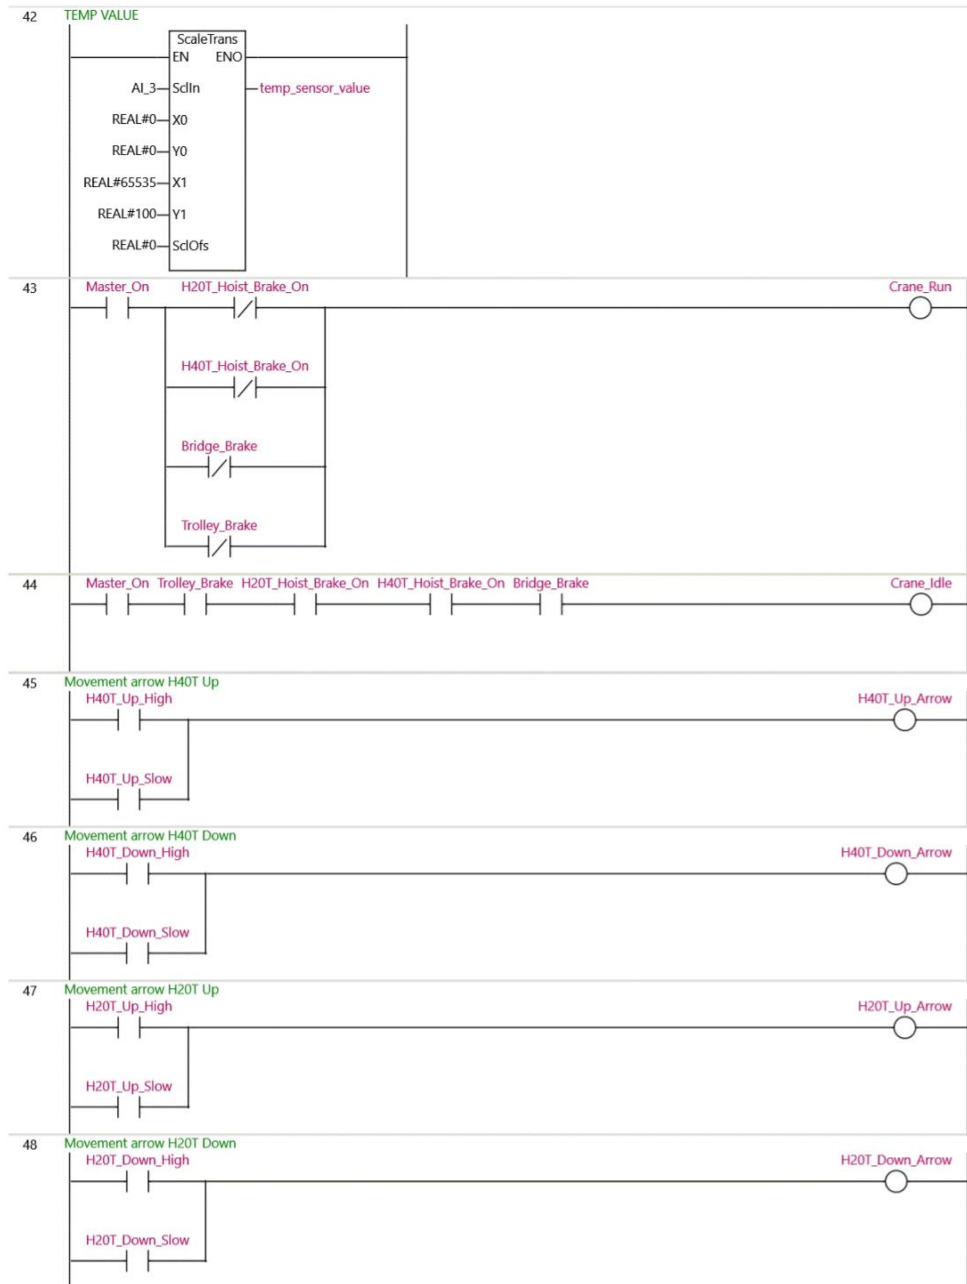 42 TEMP VALUE
ScaleTrans
EN ENO
AI_3 SclIn temp_sensor_value
REAL#0 X0
REAL#0 Y0
REAL#65535 X1
REAL#100 Y1
REAL#0 SclOfs
43 Master_On H20T_Hoist_Brake_On Crane_Run
H40T_Hoist_Brake_On
Bridge_Brake
Trolley_Brake
44 Master_On Trolley_Brake H20T_Hoist_Brake_On H40T_Hoist_Brake_On Bridge_Brake Crane_Idle
45 Movement arrow H40T Up
H40T_Up_High H40T_Up_Arrow
H40T_Up_Slow
46 Movement arrow H40T Down
H40T_Down_High H40T_Down_Arrow
H40T_Down_Slow
47 Movement arrow H20T Up
H20T_Up_High H20T_Up_Arrow
H20T_Up_Slow
48 Movement arrow H20T Down
H20T_Down_High H20T_Down_Arrow
H20T_Down_Slow